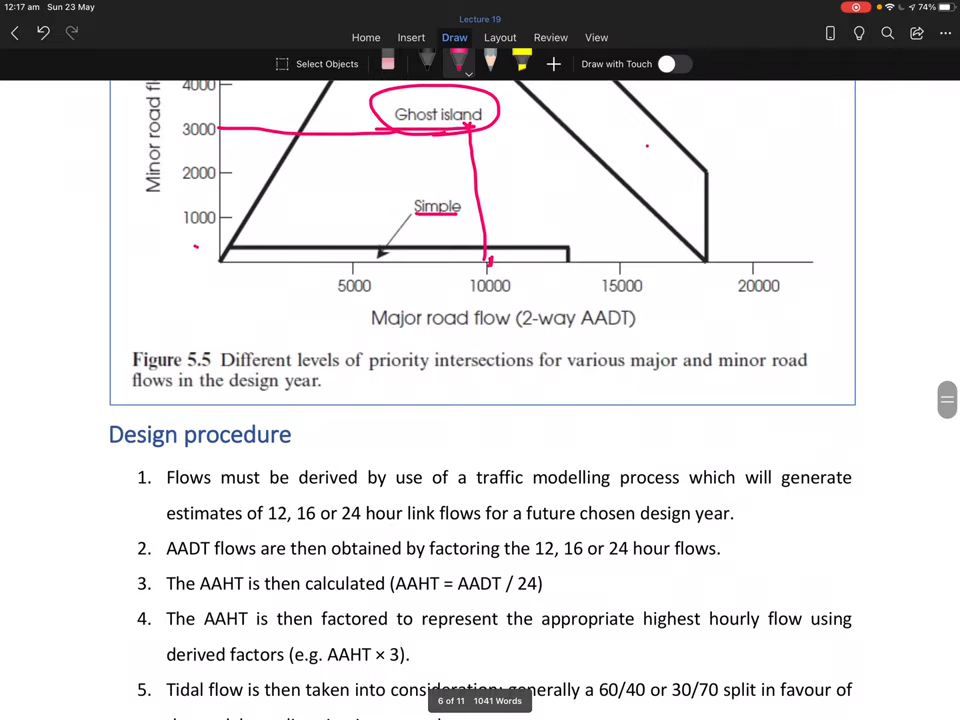 12:17 am Sun 23 May
74%
Lecture 19
Home Insert Draw Layout Review View
Select Objects
Draw with Touch
4000
Ghost island
3000
Minor road fl
2000
Simple
1000
5000 10000 15000 20000
Major road flow (2-way AADT)
Figure 5.5 Different levels of priority intersections for various major and minor road
flows in the design year.
Design procedure
1. Flows must be derived by use of a traffic modelling process which will generate
estimates of 12, 16 or 24 hour link flows for a future chosen design year.
2. AADT flows are then obtained by factoring the 12, 16 or 24 hour flows.
3. The AAHT is then calculated (AAHT = AADT / 24)
4. The AAHT is then factored to represent the appropriate highest hourly flow using
derived factors (e.g. AAHT × 3).
5. Tidal flow is then taken into consideration; generally a 60/40 or 30/70 split in favour of
6 of 11 1041 Words